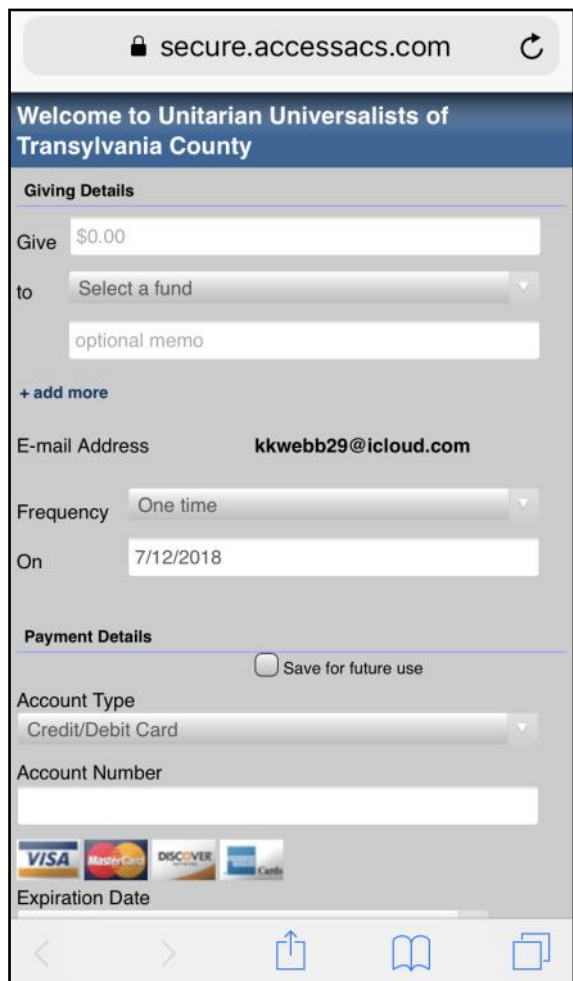 secure.accessacs.com
Welcome to Unitarian Universalists of
Transylvania County
Giving Details
Give $0.00
to Select a fund
optional memo
+ add more
E-mail Address kkwebb29@icloud.com
Frequency One time
On 7/12/2018
Payment Details
Save for future use
Account Type
Credit/Debit Card
Account Number
VISA MasterCard DISCOVER Cards
Expiration Date